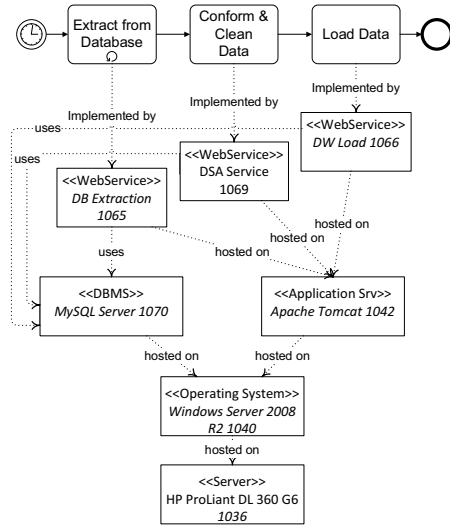 Extract from
Database
Conform &
Clean
Data
Load Data
Implemented by
Implemented by
Implemented by
uses
uses
<<WebService>>
DW Load 1066
<<WebService>>
DSA Service
1069
<<WebService>>
DB Extraction
1065
hosted on
hosted on
hosted on
uses
<<DBMS>>
MySQL Server 1070
<<Application Srv>>
Apache Tomcat 1042
hosted on
hosted on
<<Operating System>>
Windows Server 2008
R2 1040
hosted on
<<Server>>
HP ProLiant DL 360 G6
1036